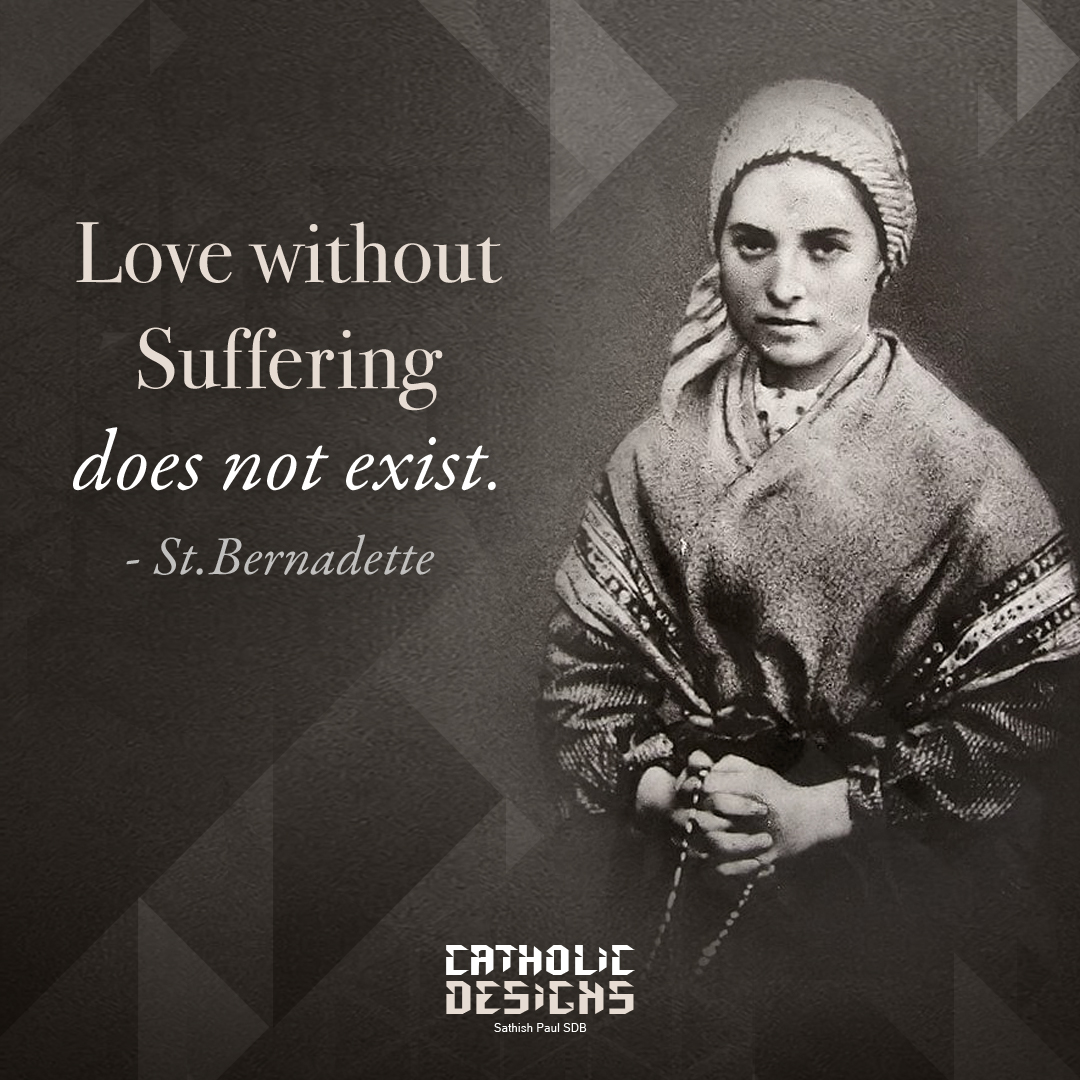 Love without
Suffering
does not exist.
- St.Bernadette
CATHOLIC
DESIGNS
Sathish Paul SDB